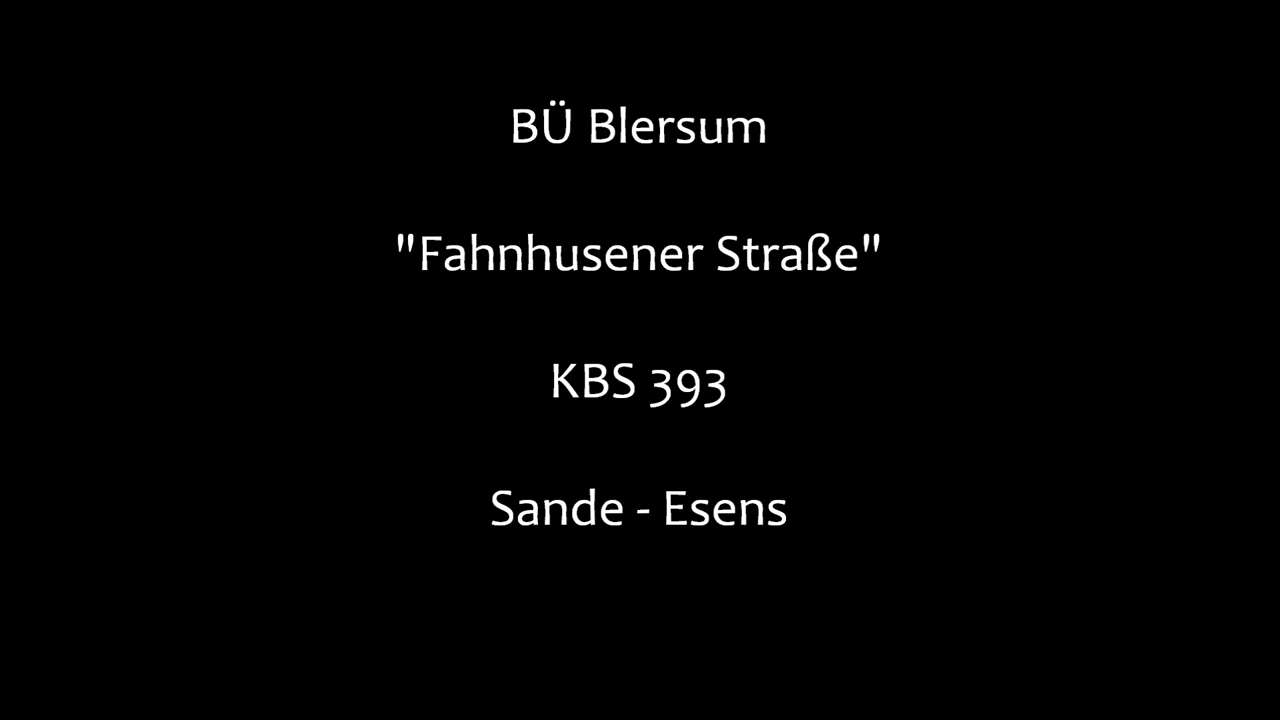 BÜ Blersum
"Fahnhusener Straße"
KBS 393
Sande - Esens